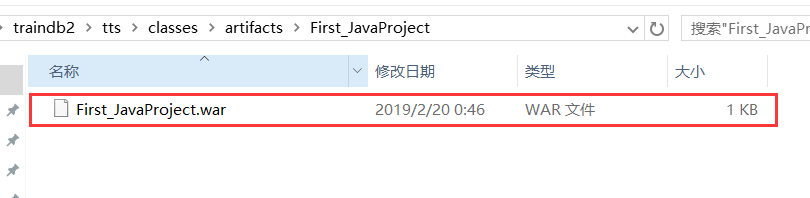 traindb2 › tts › classes › artifacts › First_JavaProject
搜索"First_JavaPr
名称 修改日期 类型 大小
First_JavaProject.war 2019/2/20 0:46 WAR 文件 1 KB